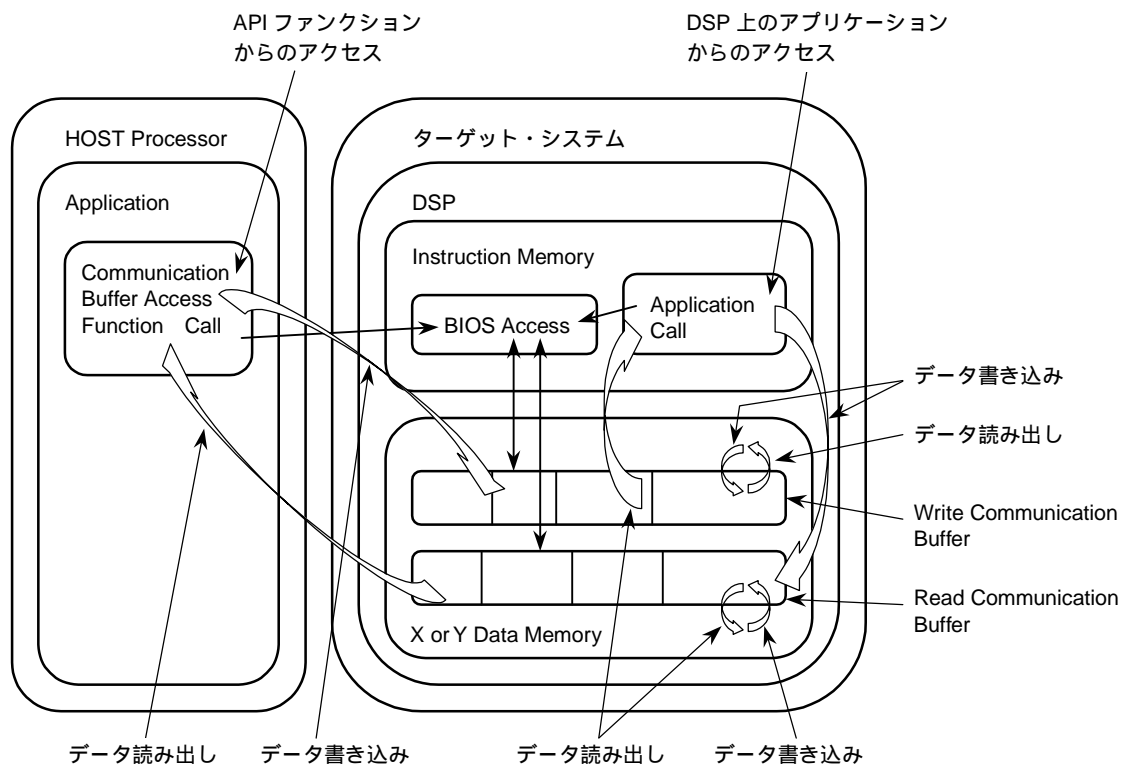 API ファンクション
からのアクセス
DSP 上のアプリケーション
からのアクセス
HOST Processor
Application
Communication
Buffer Access
Function Call
ターゲット・システム
DSP
Instruction Memory
BIOS Access
Application
Call
データ書き込み
データ読み出し
Write Communication
Buffer
Read Communication
Buffer
X or Y Data Memory
データ読み出し
データ書き込み
データ読み出し
データ書き込み